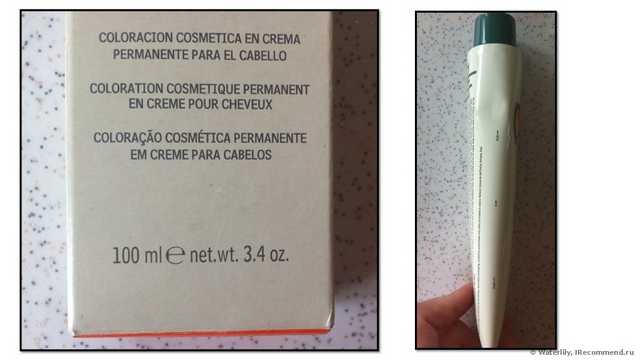 COLORACION COSMETICA EN CREMA
PERMANENTE PARA EL CABELLO
COLORATION COSMETIQUE PERMANENT
EN CREME POUR CHEVEUX
COLORAÇÃO COSMÉTICA PERMANENTE
EM CREME PARA CABELOS
100 ml ℮ net.wt. 3.4 oz.
© Waterlily, IRecommend.ru